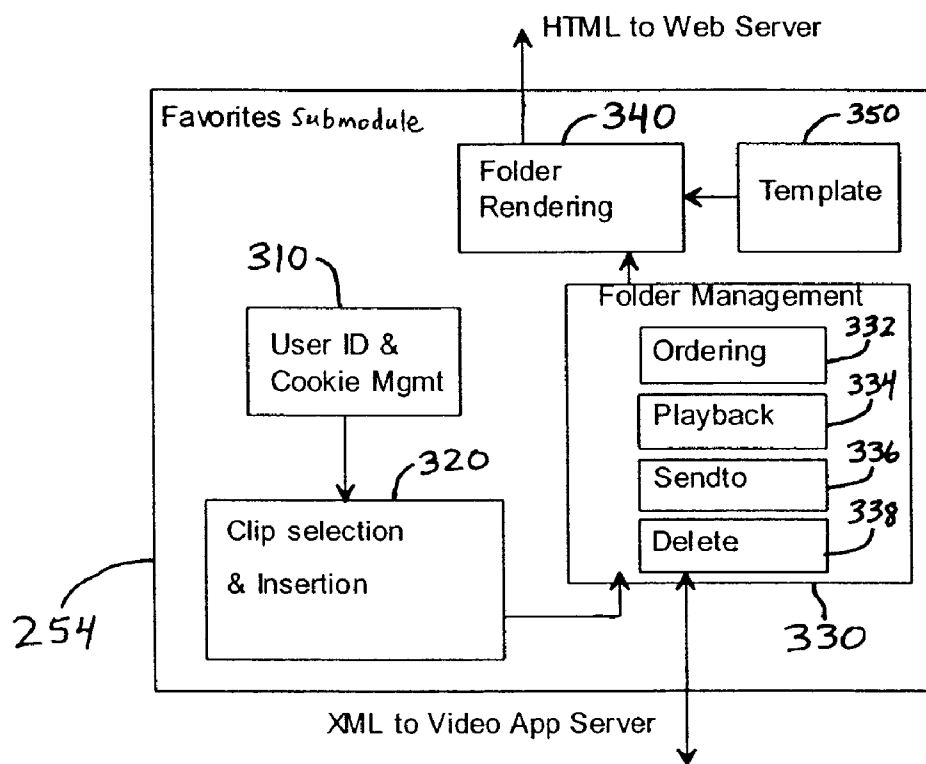 HTML to Web Server
Favorites Submodule
340
350
Folder
Rendering
Template
310
User ID &
Cookie Mgmt
Folder Management
Ordering
332
Playback
334
Sendto
336
Delete
338
320
Clip selection
& Insertion
254
330
XML to Video App Server